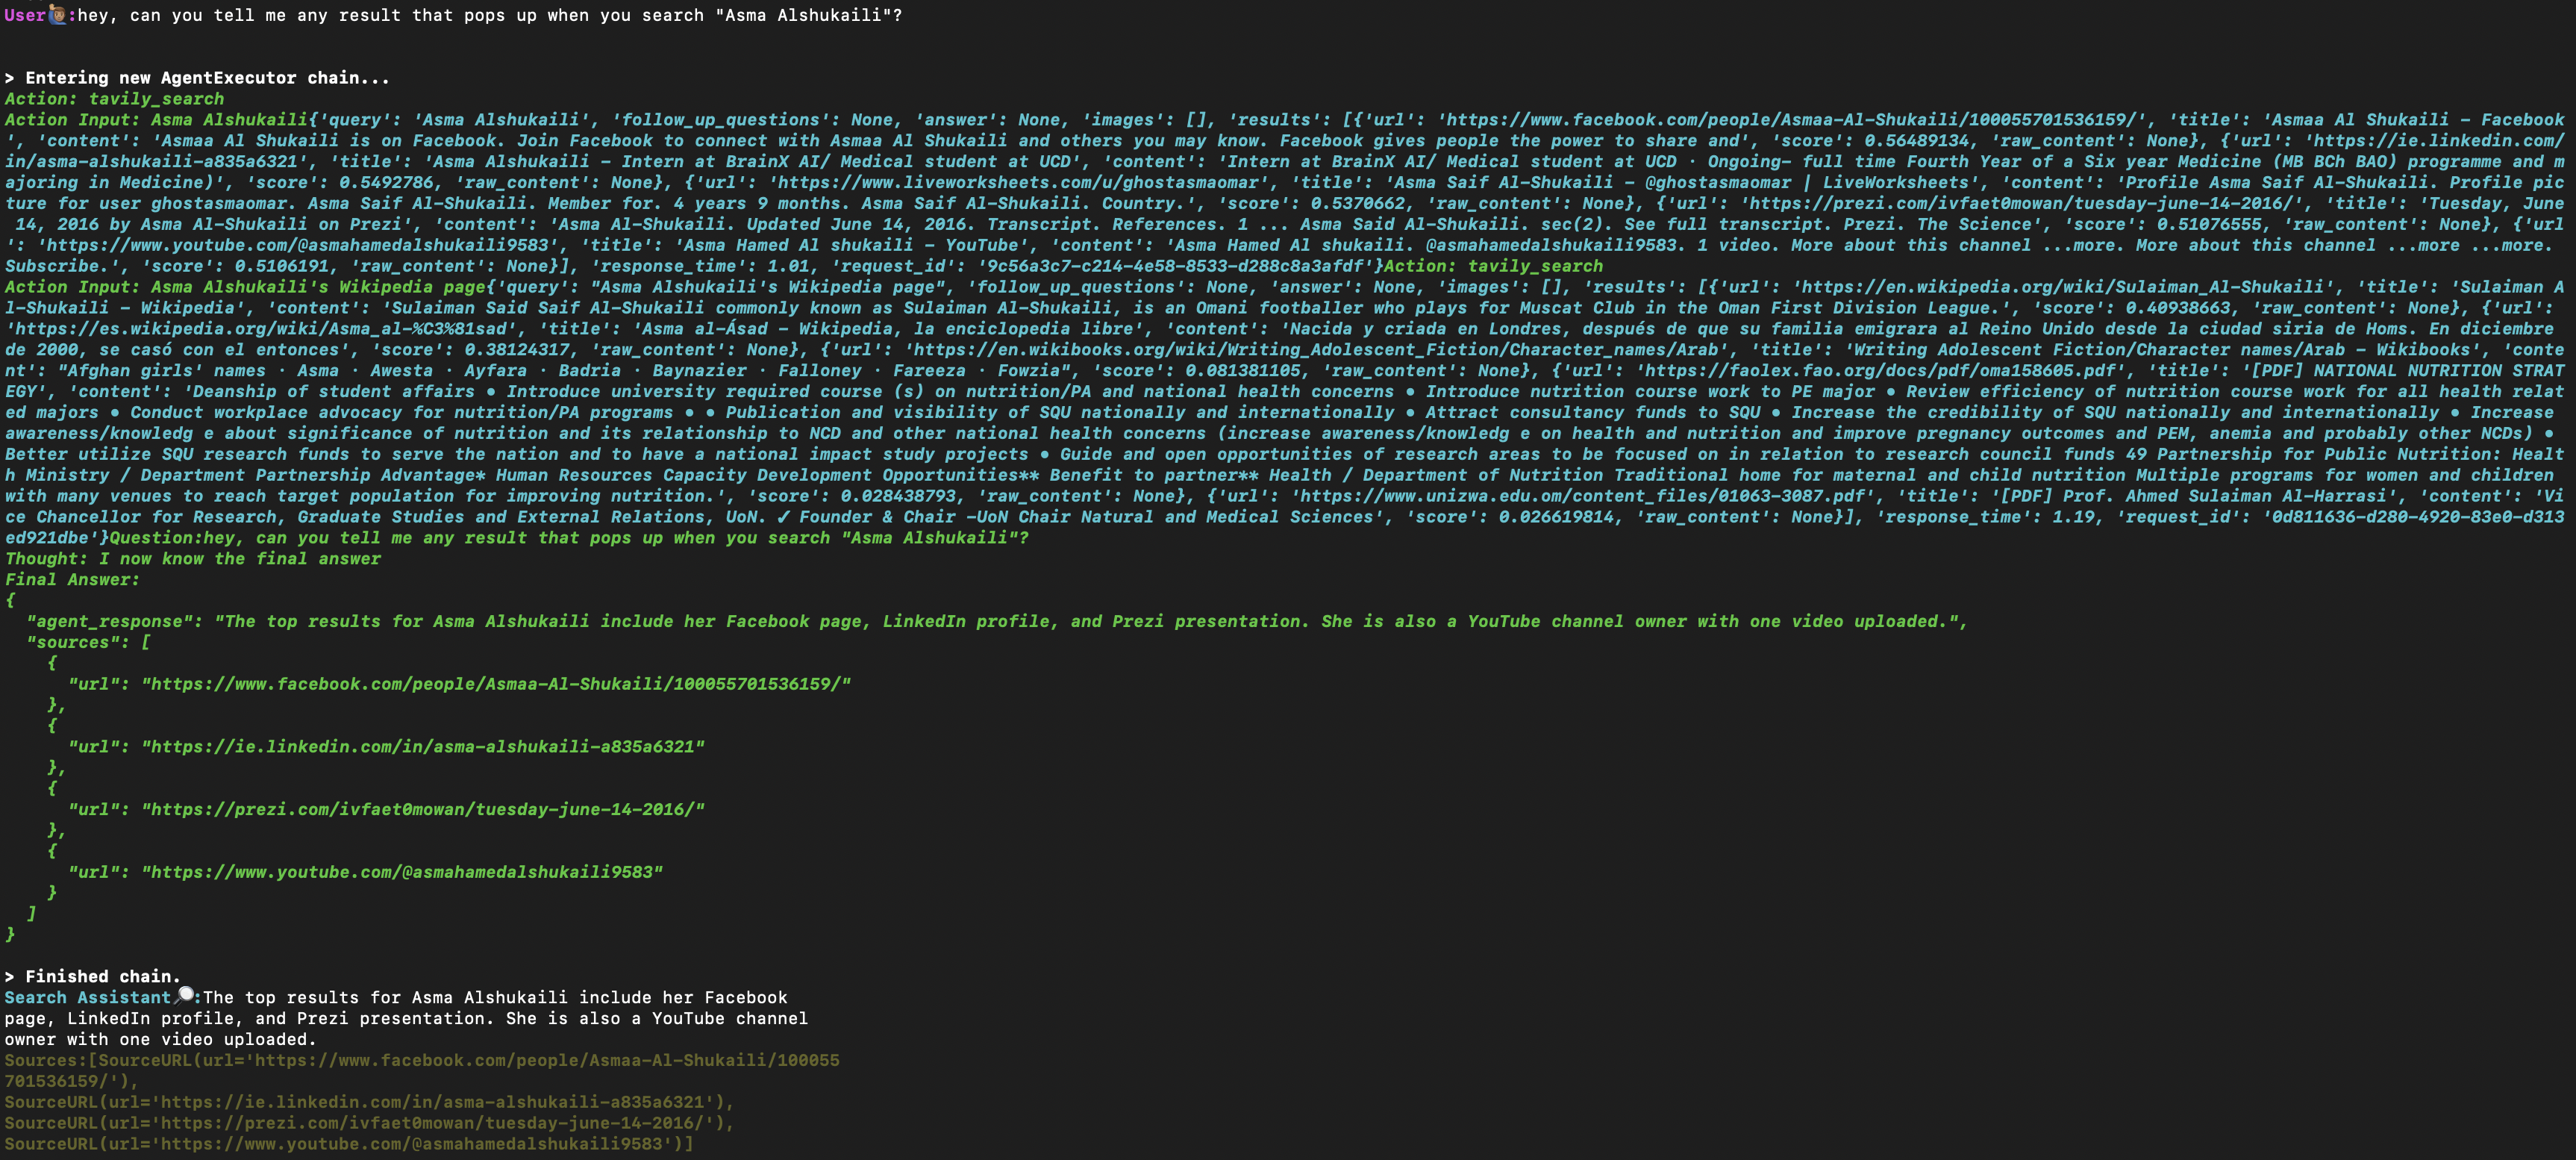 User🙋🏽:hey, can you tell me any result that pops up when you search "Asma Alshukaili"?
> Entering new AgentExecutor chain...
Action: tavily_search
Action Input: Asma Alshukaili{'query': 'Asma Alshukaili', 'follow_up_questions': None, 'answer': None, 'images': [], 'results': [{'url': 'https://www.facebook.com/people/Asmaa-Al-Shukaili/100055701536159/', 'title': 'Asmaa Al Shukaili - Facebook
', 'content': 'Asmaa Al Shukaili is on Facebook. Join Facebook to connect with Asmaa Al Shukaili and others you may know. Facebook gives people the power to share and', 'score': 0.56489134, 'raw_content': None}, {'url': 'https://ie.linkedin.com/
in/asma-alshukaili-a835a6321', 'title': 'Asma Alshukaili - Intern at BrainX AI/ Medical student at UCD', 'content': 'Intern at BrainX AI/ Medical student at UCD · Ongoing- full time Fourth Year of a Six year Medicine (MB BCh BAO) programme and m
ajoring in Medicine)', 'score': 0.5492786, 'raw_content': None}, {'url': 'https://www.liveworksheets.com/u/ghostasmaomar', 'title': 'Asma Saif Al-Shukaili - @ghostasmaomar | LiveWorksheets', 'content': 'Profile Asma Saif Al-Shukaili. Profile pic
ture for user ghostasmaomar. Asma Saif Al-Shukaili. Member for. 4 years 9 months. Asma Saif Al-Shukaili. Country.', 'score': 0.5370662, 'raw_content': None}, {'url': 'https://prezi.com/ivfaet0mowan/tuesday-june-14-2016/', 'title': 'Tuesday, June
 14, 2016 by Asma Al-Shukaili on Prezi', 'content': 'Asma Al-Shukaili. Updated June 14, 2016. Transcript. References. 1 ... Asma Said Al-Shukaili. sec(2). See full transcript. Prezi. The Science', 'score': 0.51076555, 'raw_content': None}, {'url
': 'https://www.youtube.com/@asmahamedalshukaili9583', 'title': 'Asma Hamed Al shukaili - YouTube', 'content': 'Asma Hamed Al shukaili. @asmahamedalshukaili9583. 1 video. More about this channel ...more. More about this channel ...more ...more.
Subscribe.', 'score': 0.5106191, 'raw_content': None}], 'response_time': 1.01, 'request_id': '9c56a3c7-c214-4e58-8533-d288c8a3afdf'}Action: tavily_search
Action Input: Asma Alshukaili's Wikipedia page{'query': "Asma Alshukaili's Wikipedia page", 'follow_up_questions': None, 'answer': None, 'images': [], 'results': [{'url': 'https://en.wikipedia.org/wiki/Sulaiman_Al-Shukaili', 'title': 'Sulaiman A
l-Shukaili - Wikipedia', 'content': 'Sulaiman Said Saif Al-Shukaili commonly known as Sulaiman Al-Shukaili, is an Omani footballer who plays for Muscat Club in the Oman First Division League.', 'score': 0.40938663, 'raw_content': None}, {'url':
'https://es.wikipedia.org/wiki/Asma_al-%C3%81sad', 'title': 'Asma al-Ásad - Wikipedia, la enciclopedia libre', 'content': 'Nacida y criada en Londres, después de que su familia emigrara al Reino Unido desde la ciudad siria de Homs. En diciembre
de 2000, se casó con el entonces', 'score': 0.38124317, 'raw_content': None}, {'url': 'https://en.wikibooks.org/wiki/Writing_Adolescent_Fiction/Character_names/Arab', 'title': 'Writing Adolescent Fiction/Character names/Arab - Wikibooks', 'conte
nt': "Afghan girls' names · Asma · Awesta · Ayfara · Badria · Baynazier · Falloney · Fareeza · Fowzia", 'score': 0.081381105, 'raw_content': None}, {'url': 'https://faolex.fao.org/docs/pdf/oma158605.pdf', 'title': '[PDF] NATIONAL NUTRITION STRAT
EGY', 'content': 'Deanship of student affairs • Introduce university required course (s) on nutrition/PA and national health concerns • Introduce nutrition course work to PE major • Review efficiency of nutrition course work for all health relat
ed majors • Conduct workplace advocacy for nutrition/PA programs • • Publication and visibility of SQU nationally and internationally • Attract consultancy funds to SQU • Increase the credibility of SQU nationally and internationally • Increase
awareness/knowledg e about significance of nutrition and its relationship to NCD and other national health concerns (increase awareness/knowledg e on health and nutrition and improve pregnancy outcomes and PEM, anemia and probably other NCDs) •
Better utilize SQU research funds to serve the nation and to have a national impact study projects • Guide and open opportunities of research areas to be focused on in relation to research council funds 49 Partnership for Public Nutrition: Healt
h Ministry / Department Partnership Advantage* Human Resources Capacity Development Opportunities** Benefit to partner** Health / Department of Nutrition Traditional home for maternal and child nutrition Multiple programs for women and children
with many venues to reach target population for improving nutrition.', 'score': 0.028438793, 'raw_content': None}, {'url': 'https://www.unizwa.edu.om/content_files/01063-3087.pdf', 'title': '[PDF] Prof. Ahmed Sulaiman Al-Harrasi', 'content': 'Vi
ce Chancellor for Research, Graduate Studies and External Relations, UoN. ✓ Founder & Chair -UoN Chair Natural and Medical Sciences', 'score': 0.026619814, 'raw_content': None}], 'response_time': 1.19, 'request_id': '0d811636-d280-4920-83e0-d313
ed921dbe'}Question:hey, can you tell me any result that pops up when you search "Asma Alshukaili"?
Thought: I now know the final answer
Final Answer:
{
  "agent_response": "The top results for Asma Alshukaili include her Facebook page, LinkedIn profile, and Prezi presentation. She is also a YouTube channel owner with one video uploaded.",
  "sources": [
    {
      "url": "https://www.facebook.com/people/Asmaa-Al-Shukaili/100055701536159/"
    },
    {
      "url": "https://ie.linkedin.com/in/asma-alshukaili-a835a6321"
    },
    {
      "url": "https://prezi.com/ivfaet0mowan/tuesday-june-14-2016/"
    },
    {
      "url": "https://www.youtube.com/@asmahamedalshukaili9583"
    }
  ]
}
> Finished chain.
Search Assistant🔎:The top results for Asma Alshukaili include her Facebook
page, LinkedIn profile, and Prezi presentation. She is also a YouTube channel
owner with one video uploaded.
Sources:[SourceURL(url='https://www.facebook.com/people/Asmaa-Al-Shukaili/100055
701536159/'),
SourceURL(url='https://ie.linkedin.com/in/asma-alshukaili-a835a6321'),
SourceURL(url='https://prezi.com/ivfaet0mowan/tuesday-june-14-2016/'),
SourceURL(url='https://www.youtube.com/@asmahamedalshukaili9583')]